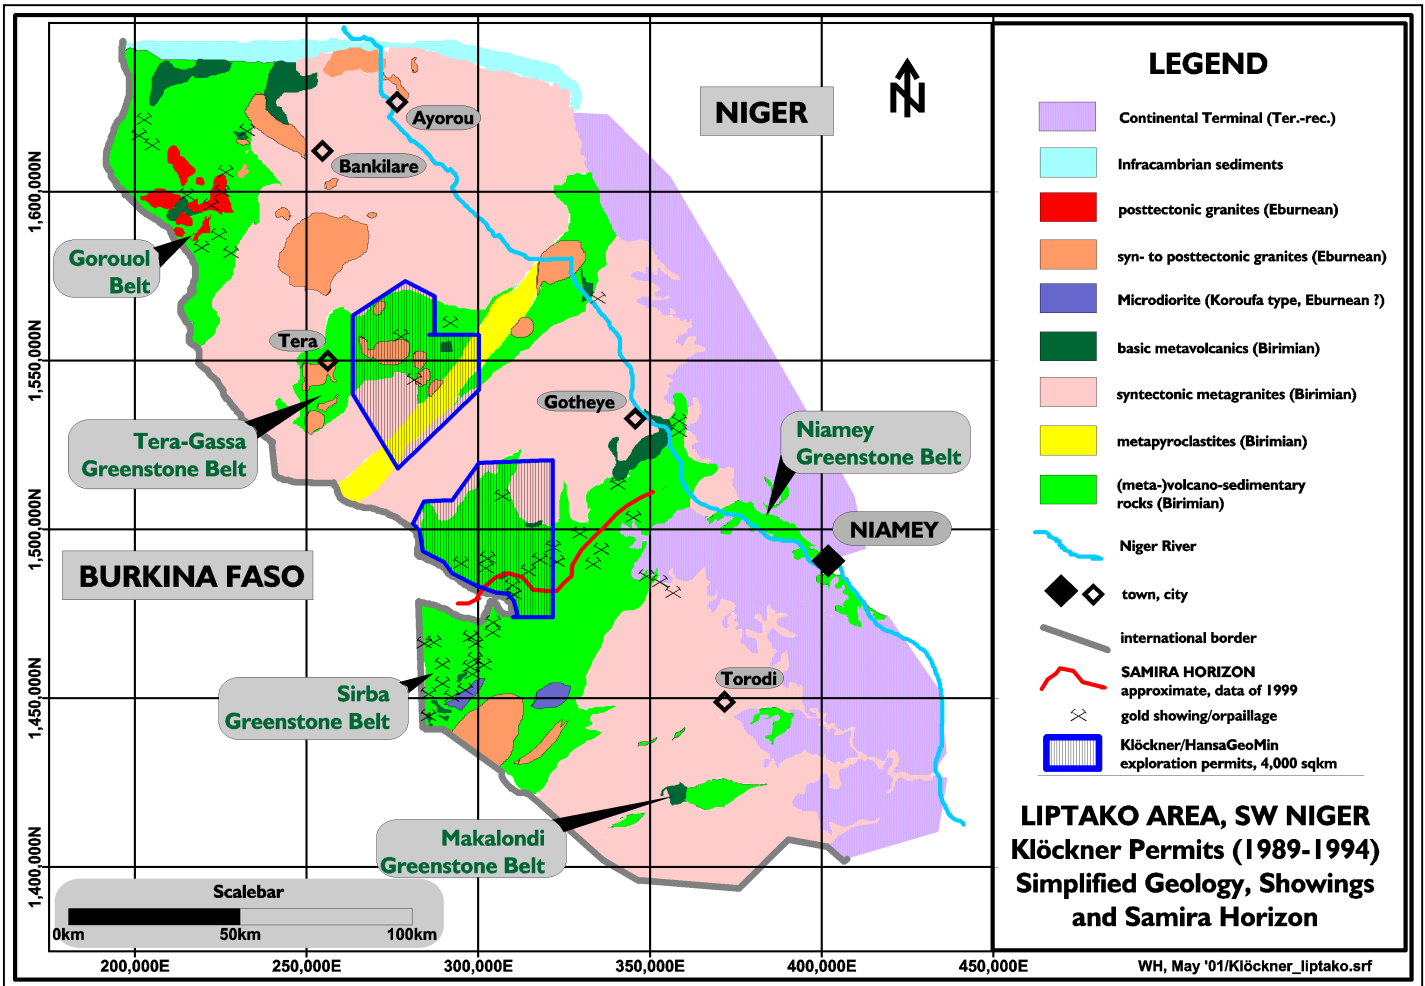 NIGER
N
Ayorou
Bankilare
Gorouol
Belt
Tera
Gotheye
Tera-Gassa
Greenstone Belt
Niamey
Greenstone Belt
NIAMEY
BURKINA FASO
Sirba
Greenstone Belt
Torodi
Makalondi
Greenstone Belt
Scalebar
0km 50km 100km
1,600,000N
1,550,000N
1,500,000N
1,450,000N
1,400,000N
200,000E 250,000E 300,000E 350,000E 400,000E 450,000E
LEGEND
Continental Terminal (Ter.-rec.)
Infracambrian sediments
posttectonic granites (Eburnean)
syn- to posttectonic granites (Eburnean)
Microdiorite (Koroufa type, Eburnean ?)
basic metavolcanics (Birimian)
syntectonic metagranites (Birimian)
metapyroclastites (Birimian)
(meta-)volcano-sedimentary
rocks (Birimian)
Niger River
town, city
international border
SAMIRA HORIZON
approximate, data of 1999
gold showing/orpaillage
Klöckner/HansaGeoMin
exploration permits, 4,000 sqkm
LIPTAKO AREA, SW NIGER
Klöckner Permits (1989-1994)
Simplified Geology, Showings
and Samira Horizon
WH, May '01/Klöckner_liptako.srf